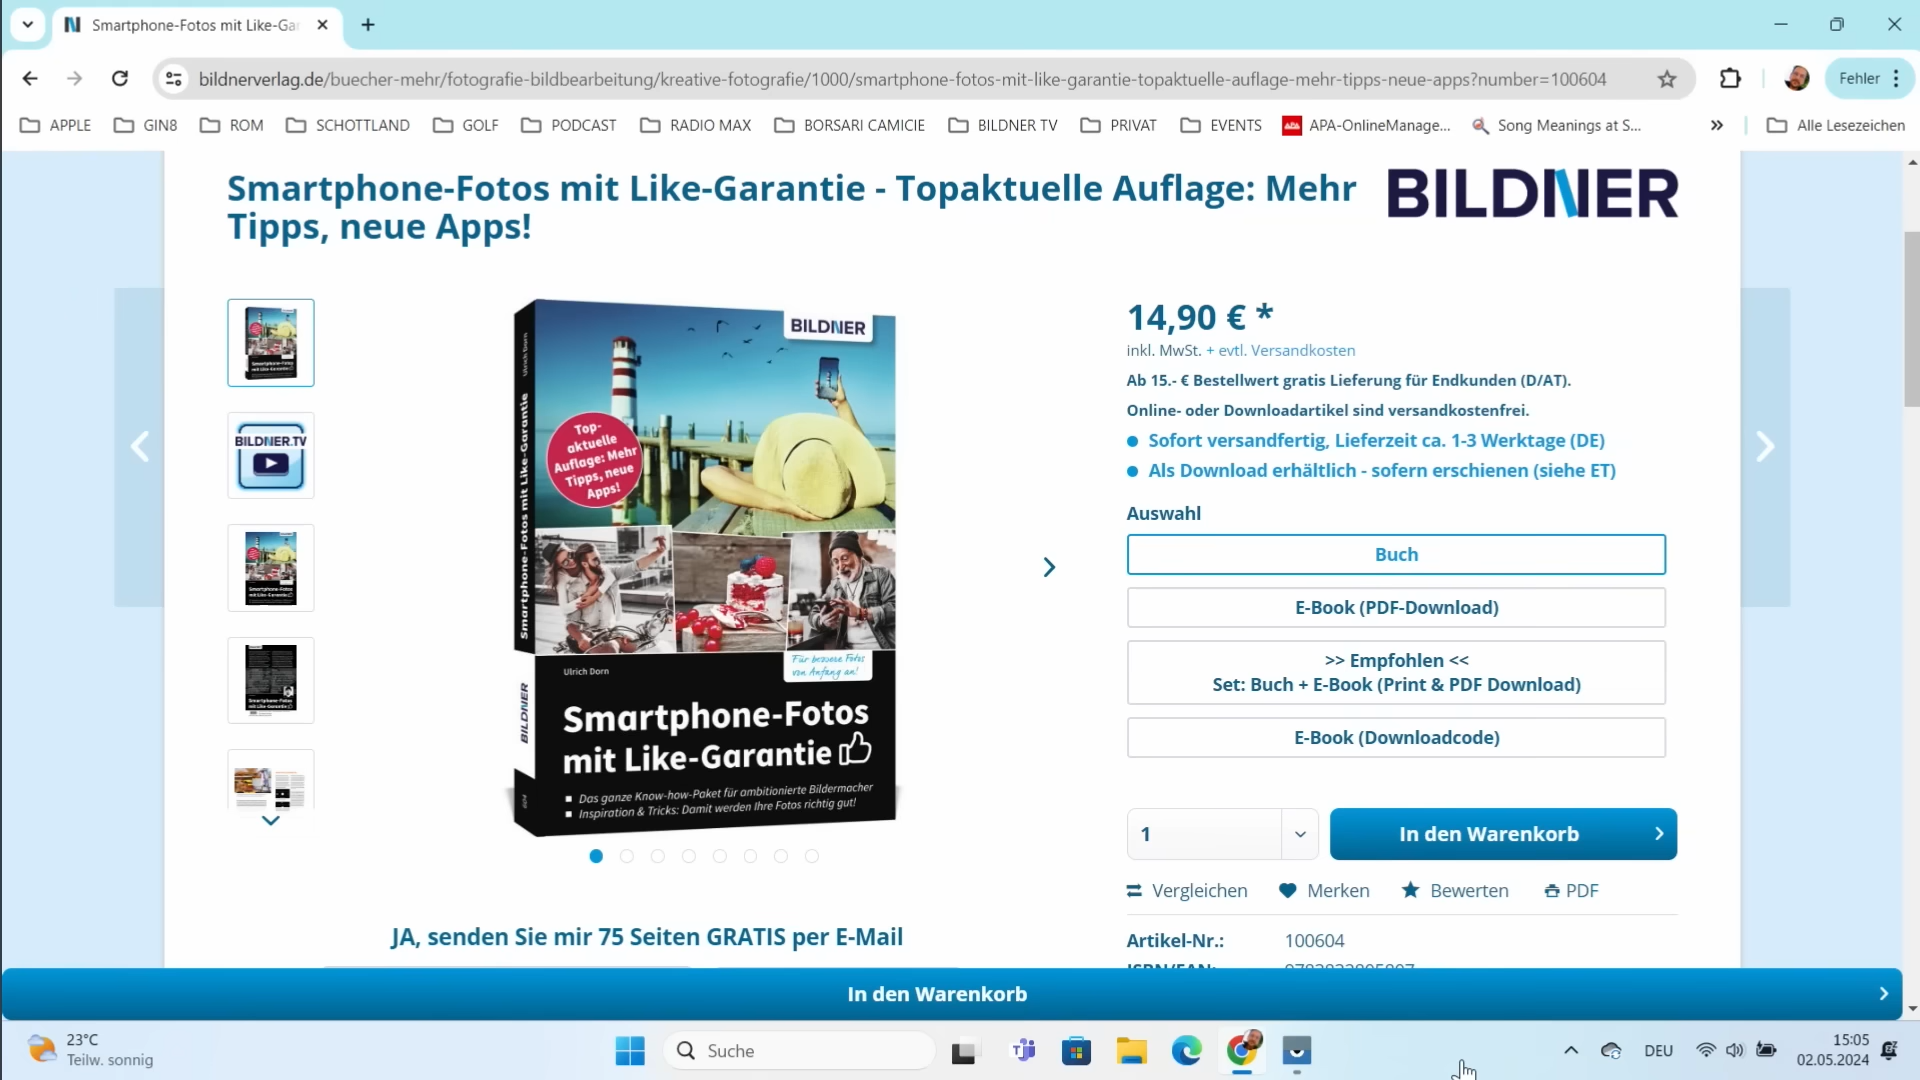 Smartphone-Fotos mit Like-Gar
bildnerverlag.de/buecher-mehr/fotografie-bildbearbeitung/kreative-fotografie/1000/smartphone-fotos-mit-like-garantie-topaktuelle-auflage-mehr-tipps-neue-apps?number=100604
Fehler
APPLE GIN8 ROM SCHOTTLAND GOLF PODCAST RADIO MAX BORSARI CAMICIE BILDNER TV PRIVAT EVENTS APA-OnlineManage... Song Meanings at S... » Alle Lesezeichen
Smartphone-Fotos mit Like-Garantie - Topaktuelle Auflage: Mehr
Tipps, neue Apps!
BILDNER
BILDNER.TV
BILDNER
Top-
aktuelle
Auflage: Mehr
Tipps, neue
Apps!
Ulrich Dorn
Smartphone-Fotos mit Like-Garantie
BILDNER
604
Für bessere Fotos
von Anfang an!
Ulrich Dorn
Smartphone-Fotos
mit Like-Garantie
Das ganze Know-how-Paket für ambitionierte Bildermacher
Inspiration & Tricks: Damit werden Ihre Fotos richtig gut!
JA, senden Sie mir 75 Seiten GRATIS per E-Mail
14,90 € *
inkl. MwSt. + evtl. Versandkosten
Ab 15.- € Bestellwert gratis Lieferung für Endkunden (D/AT).
Online- oder Downloadartikel sind versandkostenfrei.
Sofort versandfertig, Lieferzeit ca. 1-3 Werktage (DE)
Als Download erhältlich - sofern erschienen (siehe ET)
Auswahl
Buch
E-Book (PDF-Download)
>> Empfohlen <<
Set: Buch + E-Book (Print & PDF Download)
E-Book (Downloadcode)
1
In den Warenkorb
Vergleichen Merken Bewerten PDF
Artikel-Nr.: 100604
In den Warenkorb
23°C
Teilw. sonnig
Suche
DEU
15:05
02.05.2024